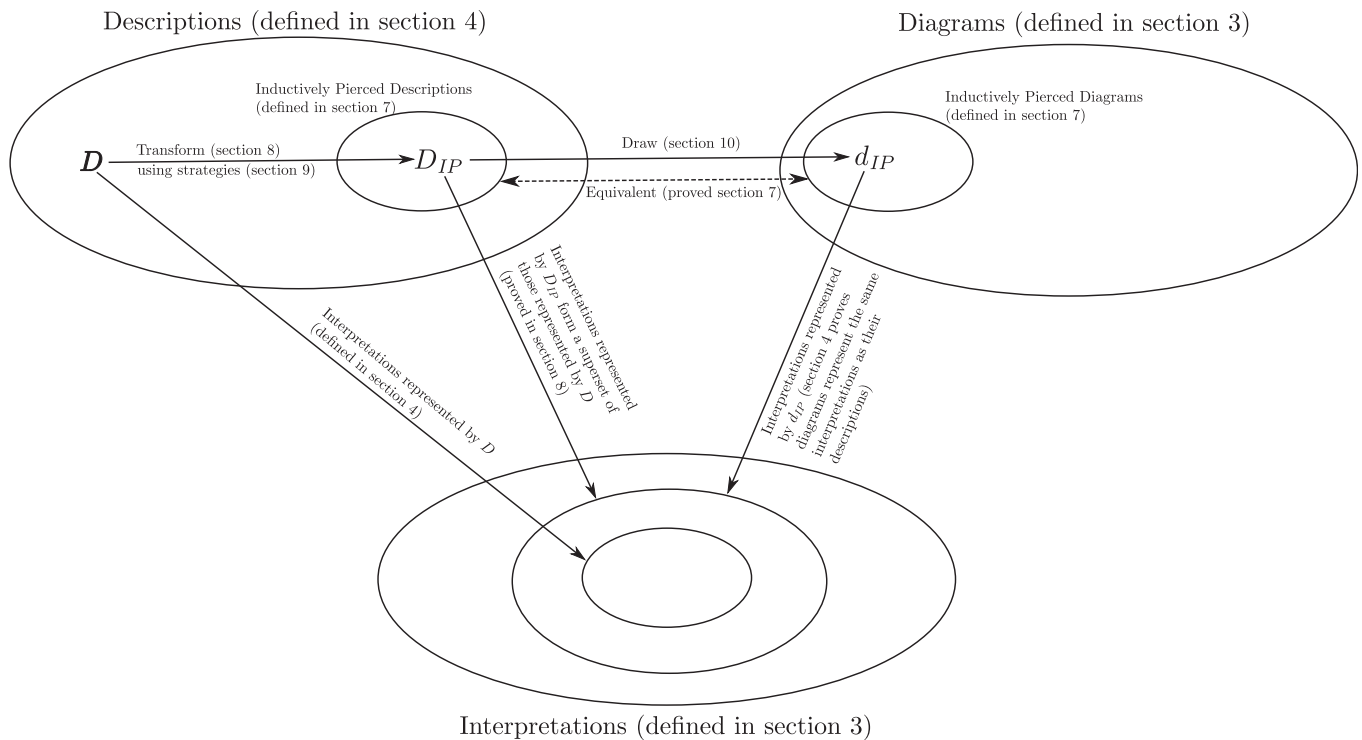 Descriptions (defined in section 4)
Diagrams (defined in section 3)
Inductively Pierced Descriptions
(defined in section 7)
Inductively Pierced Diagrams
(defined in section 7)
D
Transform (section 8)
using strategies (section 9)
D_IP
Draw (section 10)
d_IP
Equivalent (proved section 7)
Interpretations represented by D
(defined in section 4)
Interpretations represented
by D_IP form a superset of
those represented by D
(proved in section 8)
Interpretations represented
by d_IP (section 4 proves
diagrams represent the same
interpretations as their
descriptions)
Interpretations (defined in section 3)